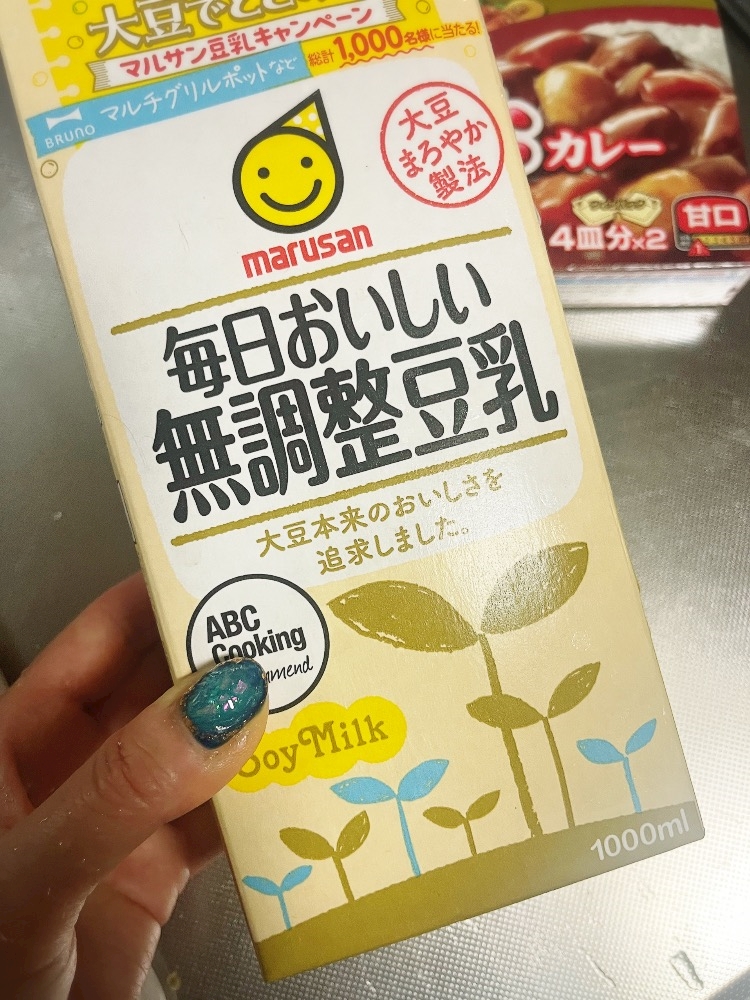 大豆で
マルサン豆乳キャンペーン
総計1,000名様に当たる!
BRUNO マルチグリルポットなど
大豆
まろやか
製法
marusan
毎日おいしい
無調整豆乳
大豆本来のおいしさを
追求しました。
ABC
Cooking
mmend
Soy Milk
1000ml
カレー
4皿分×2
甘口